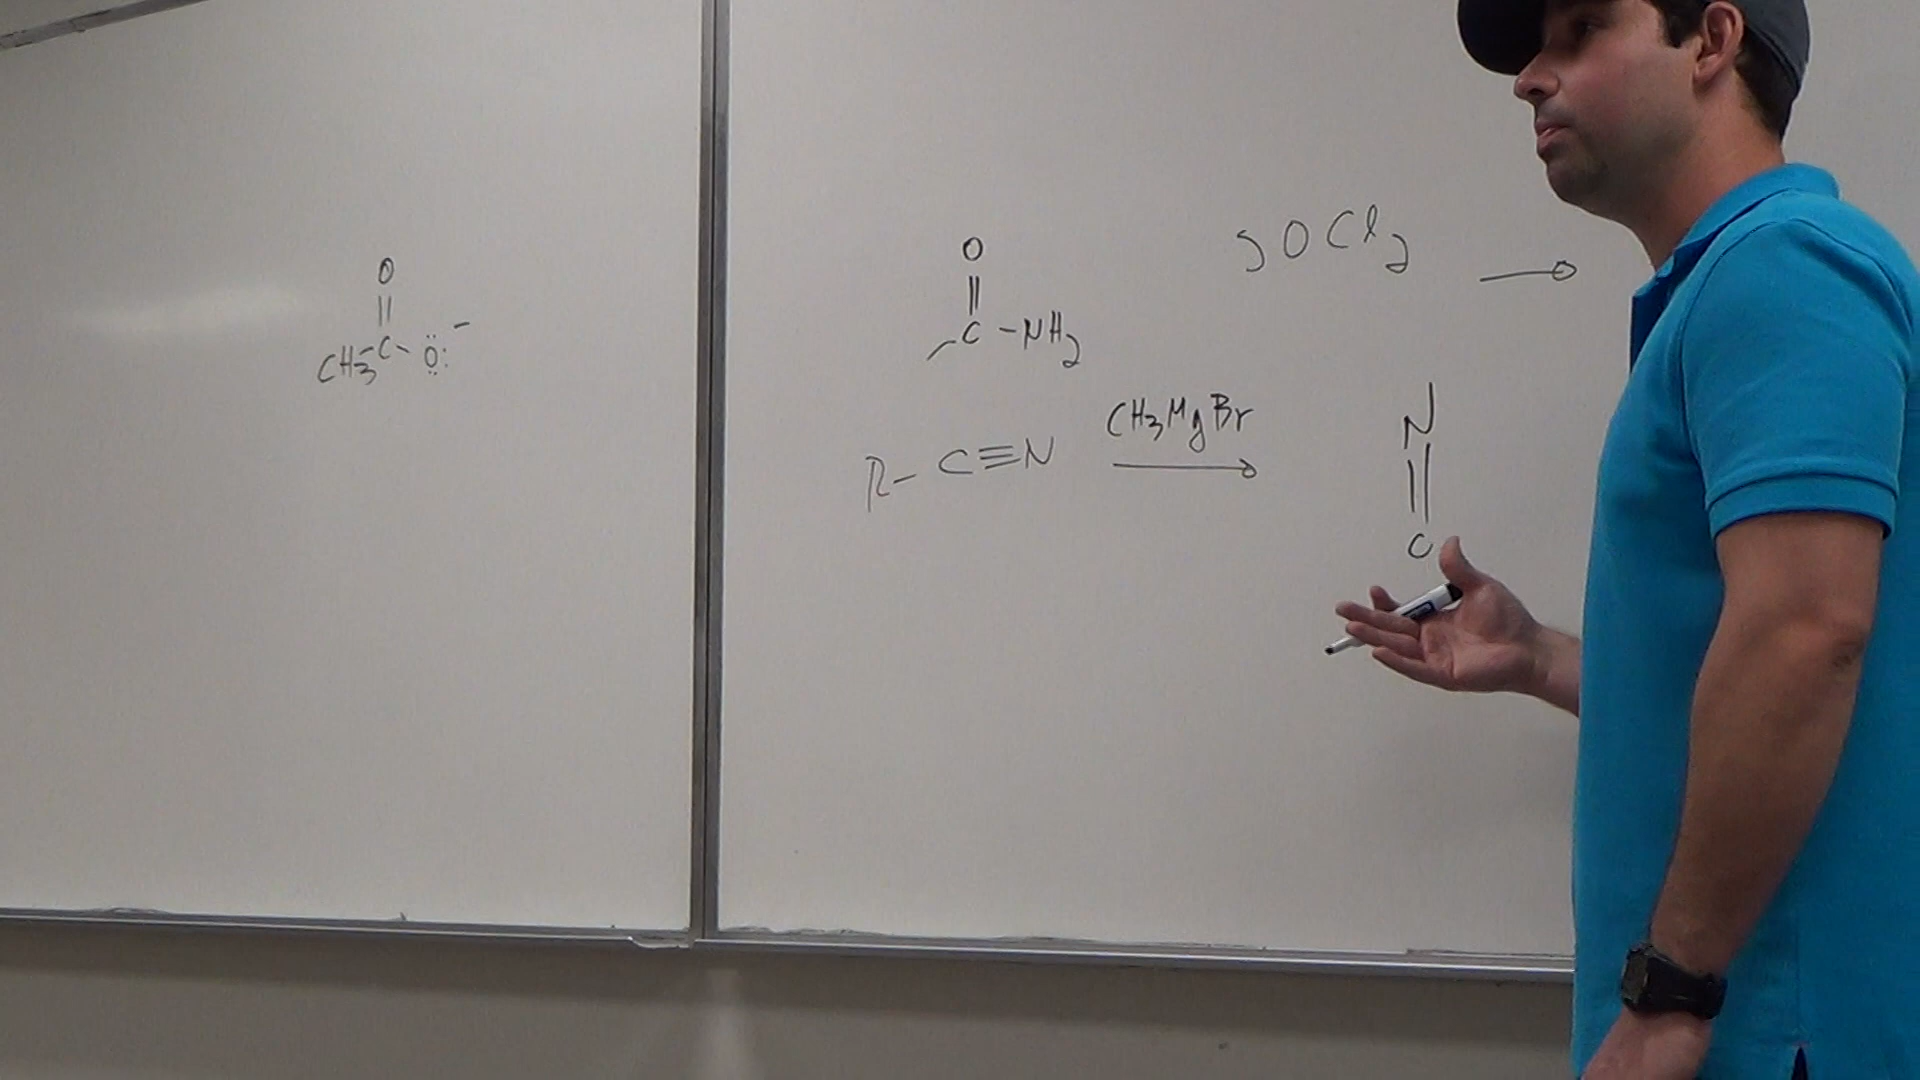 O
||
CH3-C-Ö:⁻
O
||
C-NH2
SOCl2 →
R-C≡N CH3MgBr → N
||
C